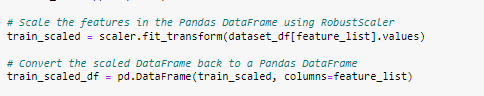 # Scale the features in the Pandas DataFrame using RobustScaler
train_scaled = scaler.fit_transform(dataset_df[feature_list].values)
# Convert the scaled DataFrame back to a Pandas DataFrame
train_scaled_df = pd.DataFrame(train_scaled, columns=feature_list)